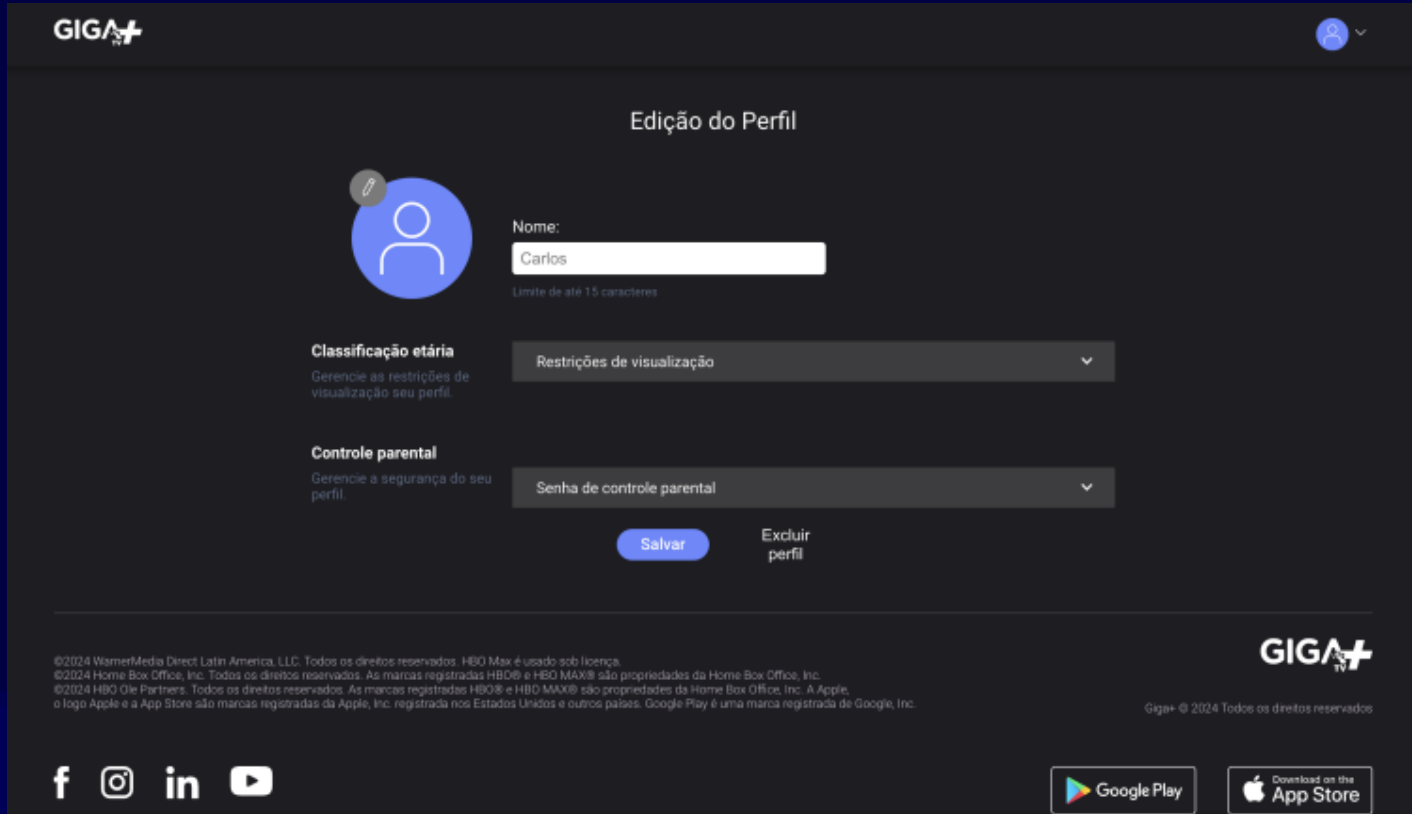 GIGA+
TV
Edição do Perfil
Nome:
Carlos
Limite de até 15 caracteres
Classificação etária
Gerencie as restrições de
visualização seu perfil.
Restrições de visualização
Controle parental
Gerencie a segurança do seu
perfil.
Senha de controle parental
Salvar
Excluir
perfil
©2024 WarnerMedia Direct Latin America, LLC. Todos os direitos reservados. HBO Max é usado sob licença.
©2024 Home Box Office, Inc. Todos os direitos reservados. As marcas registradas HBO® e HBO MAX® são propriedades da Home Box Office, Inc.
©2024 HBO Ole Partners. Todos os direitos reservados. As marcas registradas HBO® e HBO MAX® são propriedades da Home Box Office, Inc. A Apple,
o logo Apple e a App Store são marcas registradas da Apple, Inc. registrada nos Estados Unidos e outros países. Google Play é uma marca registrada de Google, Inc.
GIGA+
TV
Giga+ © 2024 Todos os direitos reservados
f
in
Google Play
Download on the
App Store